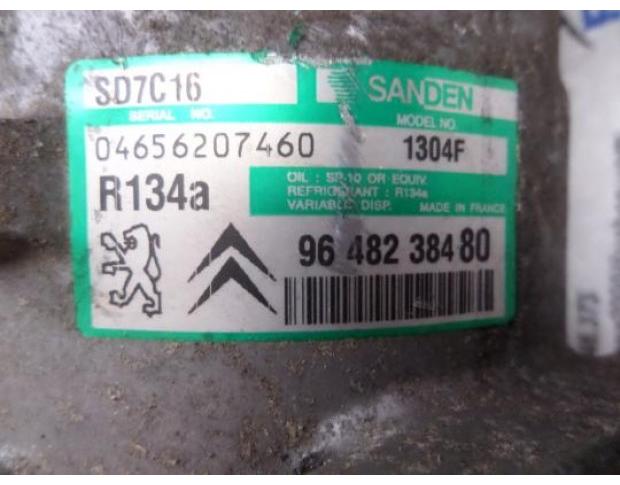 SD7C16
SANDEN
SERIAL NO.
MODEL NO.
04656207460
1304F
R134a
OIL : SP-10 OR EQUIV.
REFRIGERANT : R134a
VARIABLE DISP. MADE IN FRANCE
96 482 384 80